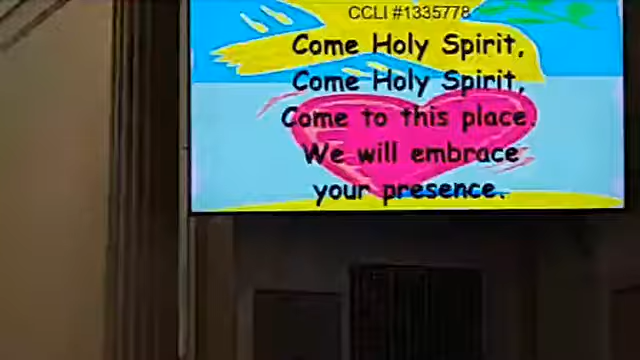 CCLI #1335778
Come Holy Spirit,
Come Holy Spirit,
Come to this place.
We will embrace
your presence.